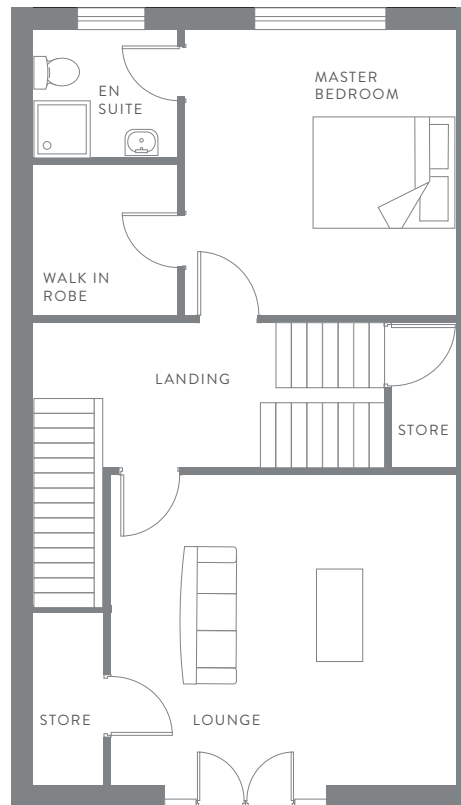 EN
SUITE
MASTER
BEDROOM
WALK IN
ROBE
LANDING
STORE
STORE
LOUNGE